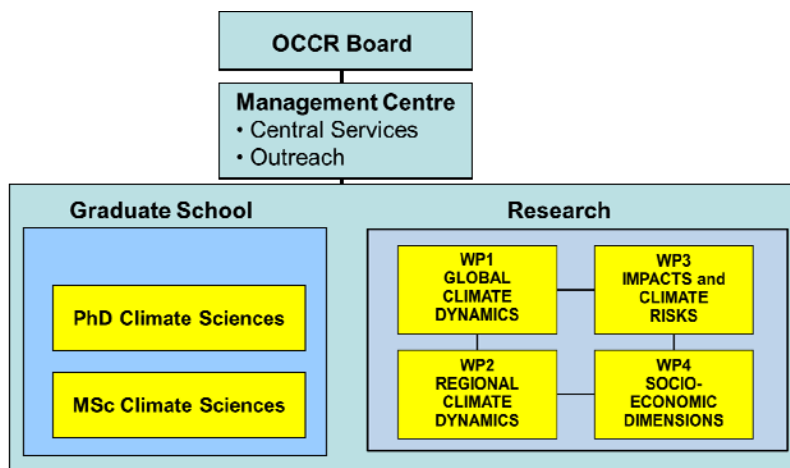 OCCR Board
Management Centre
• Central Services
• Outreach
Graduate School
PhD Climate Sciences
MSc Climate Sciences
Research
WP1
GLOBAL
CLIMATE
DYNAMICS
WP3
IMPACTS and
CLIMATE
RISKS
WP2
REGIONAL
CLIMATE
DYNAMICS
WP4
SOCIO-
ECONOMIC
DIMENSIONS